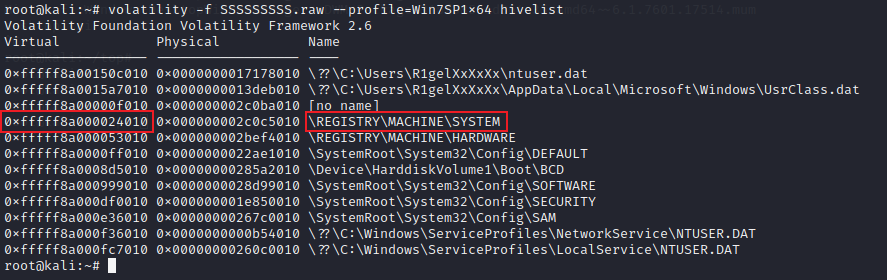 root@kali:~# volatility -f SSSSSSSSS.raw --profile=Win7SP1×64 hivelist
Volatility Foundation Volatility Framework 2.6
Virtual Physical Name
------------------ ------------------ ----
0×fffff8a00150c010 0×0000000017178010 \??\C:\Users\R1gelXxXxXx\ntuser.dat
0×fffff8a0015a7010 0×0000000013deb010 \??\C:\Users\R1gelXxXxXx\AppData\Local\Microsoft\Windows\UsrClass.dat
0×fffff8a00000f010 0×000000002c0ba010 [no name]
0×fffff8a000024010 0×000000002c0c5010 \REGISTRY\MACHINE\SYSTEM
0×fffff8a000053010 0×000000002bef4010 \REGISTRY\MACHINE\HARDWARE
0×fffff8a0000ff010 0×0000000022ae1010 \SystemRoot\System32\Config\DEFAULT
0×fffff8a0008d5010 0×00000000285a2010 \Device\HarddiskVolume1\Boot\BCD
0×fffff8a000999010 0×0000000028d99010 \SystemRoot\System32\Config\SOFTWARE
0×fffff8a000df0010 0×000000001e850010 \SystemRoot\System32\Config\SECURITY
0×fffff8a000e36010 0×00000000267c0010 \SystemRoot\System32\Config\SAM
0×fffff8a000f36010 0×0000000000b54010 \??\C:\Windows\ServiceProfiles\NetworkService\NTUSER.DAT
0×fffff8a000fc7010 0×00000000260c0010 \??\C:\Windows\ServiceProfiles\LocalService\NTUSER.DAT
root@kali:~#